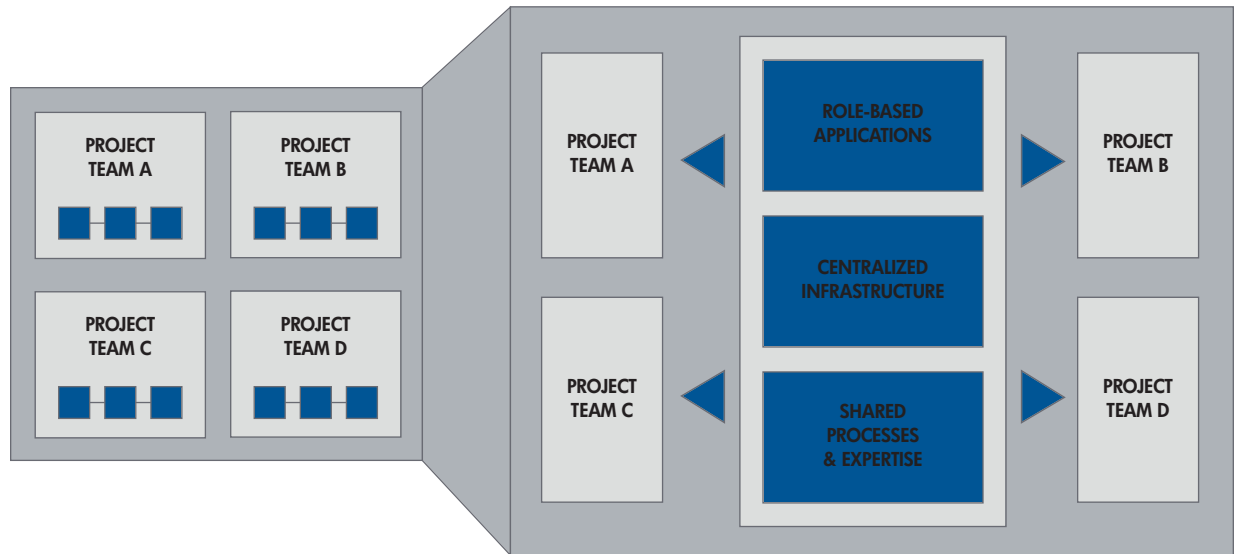 PROJECT
TEAM A
PROJECT
TEAM B
PROJECT
TEAM C
PROJECT
TEAM D
PROJECT
TEAM A
ROLE-BASED
APPLICATIONS
PROJECT
TEAM B
CENTRALIZED
INFRASTRUCTURE
PROJECT
TEAM C
SHARED
PROCESSES
& EXPERTISE
PROJECT
TEAM D